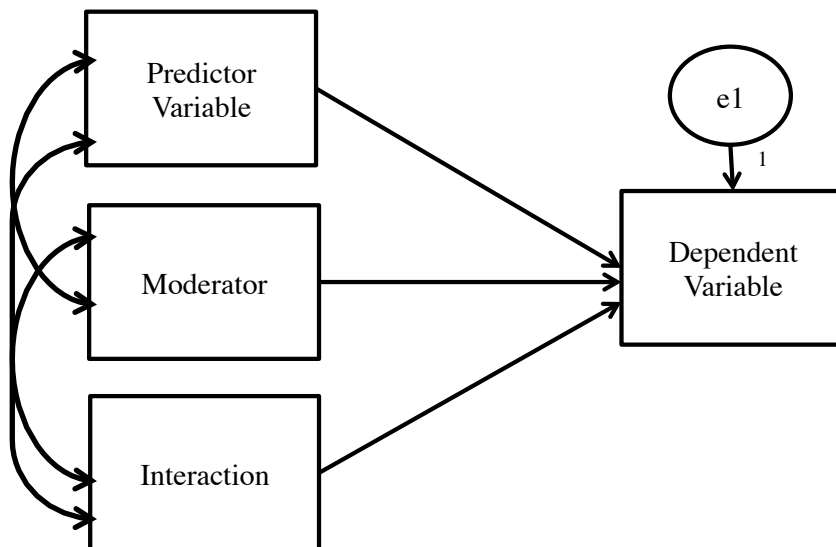 Predictor
Variable
e1
1
Moderator
Dependent
Variable
Interaction